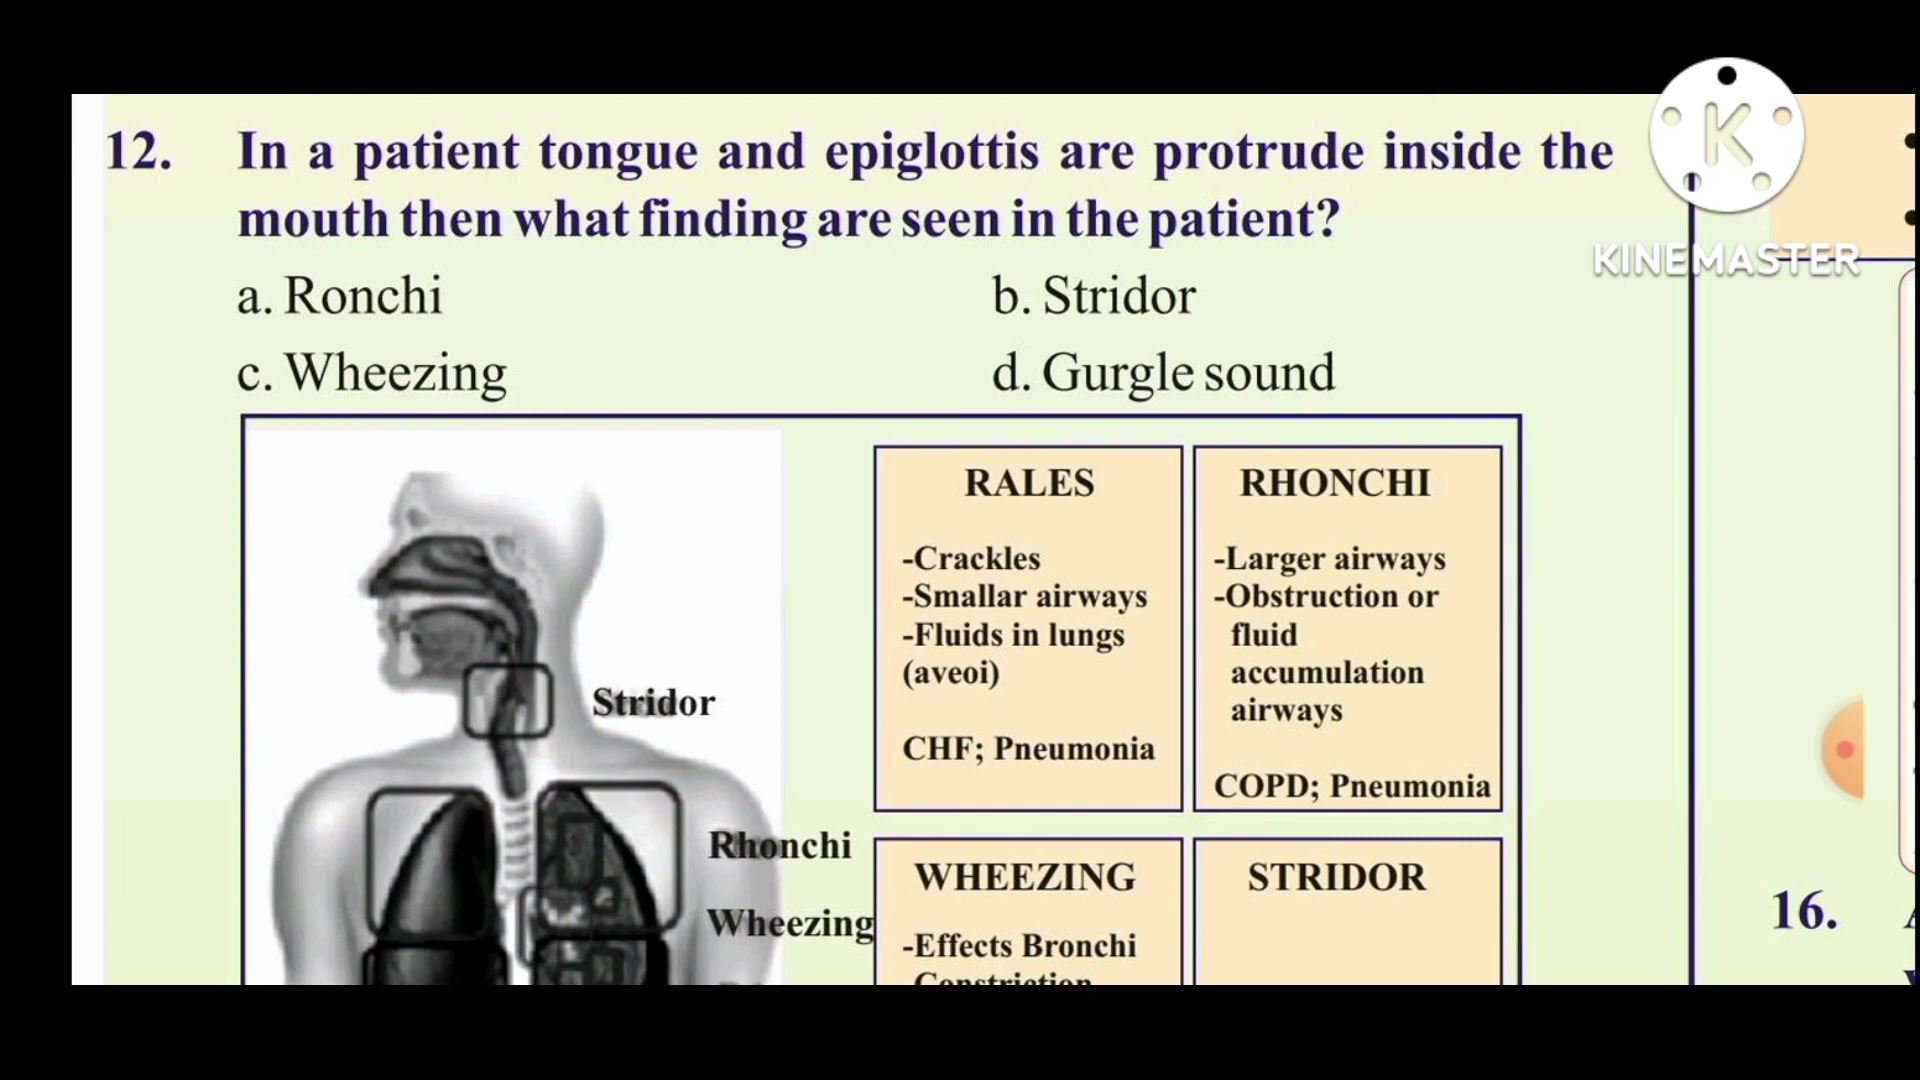 12. In a patient tongue and epiglottis are protrude inside the
mouth then what finding are seen in the patient?
a. Ronchi
b. Stridor
c. Wheezing
d. Gurgle sound
Stridor
Rhonchi
Wheezing
RALES
-Crackles
-Smallar airways
-Fluids in lungs
(aveoi)
CHF; Pneumonia
RHONCHI
-Larger airways
-Obstruction or
fluid
accumulation
airways
COPD; Pneumonia
WHEEZING
-Effects Bronchi
Constriction
STRIDOR
16.
K
KINEMASTER